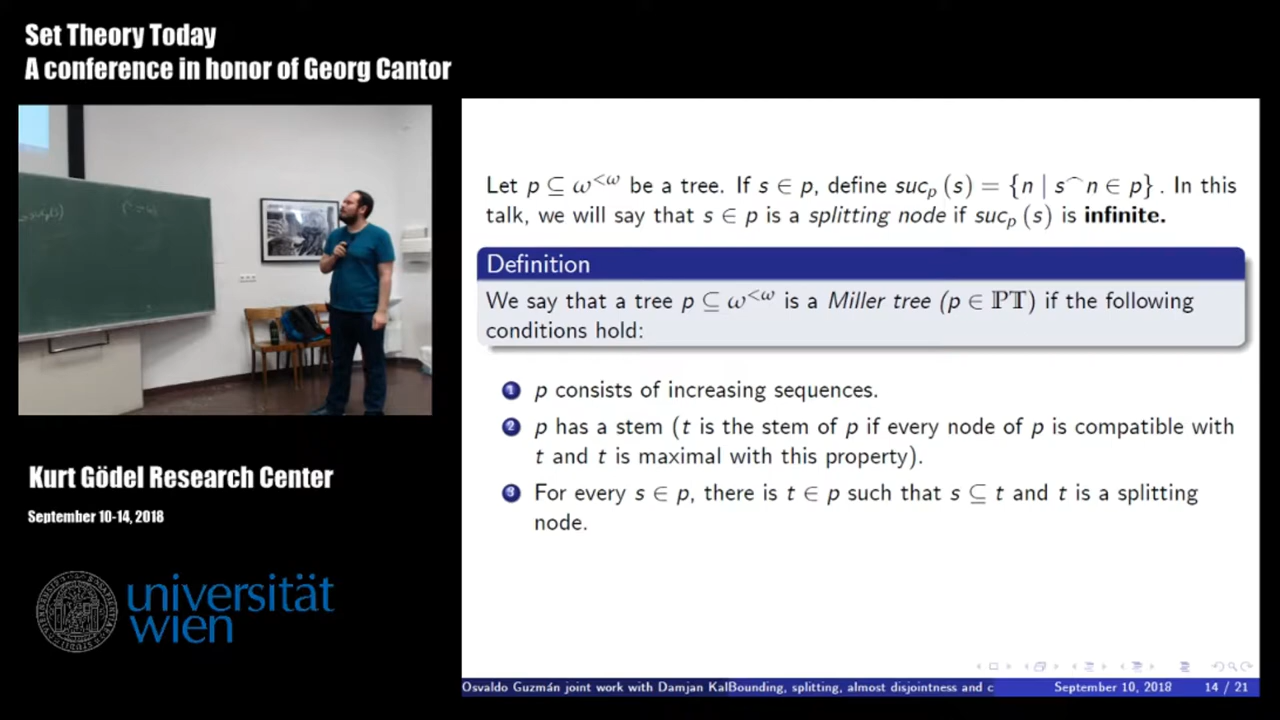 Set Theory Today
A conference in honor of Georg Cantor
Let p ⊆ ω^{<ω} be a tree. If s ∈ p, define suc_p (s) = {n | s⌢n ∈ p} . In this
talk, we will say that s ∈ p is a splitting node if suc_p (s) is infinite.
Definition
We say that a tree p ⊆ ω^{<ω} is a Miller tree (p ∈ ℙ𝕋) if the following
conditions hold:
1 p consists of increasing sequences.
2 p has a stem (t is the stem of p if every node of p is compatible with
t and t is maximal with this property).
3 For every s ∈ p, there is t ∈ p such that s ⊆ t and t is a splitting
node.
Kurt Gödel Research Center
September 10-14, 2018
universität
wien
Osvaldo Guzmán joint work with Damjan KalBounding, splitting, almost disjointness and c
September 10, 2018
14 / 21